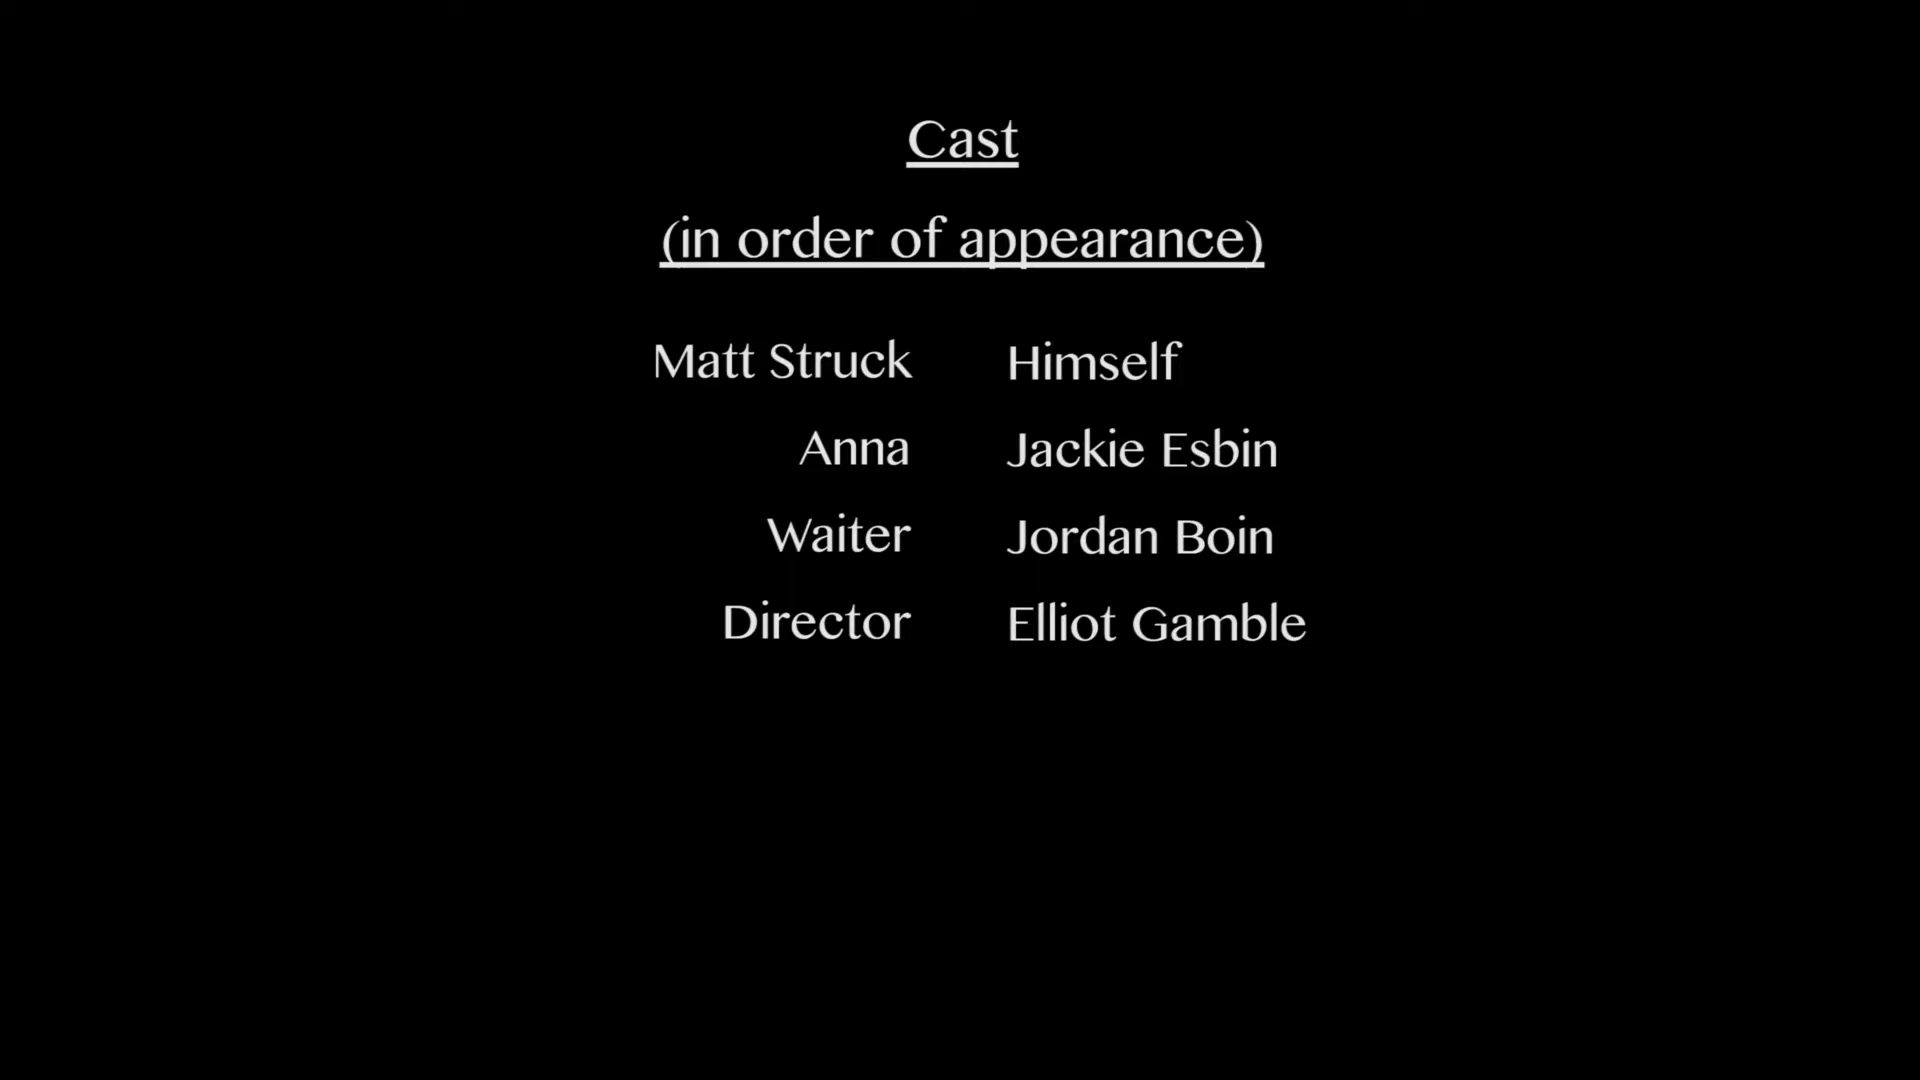 Cast
(in order of appearance)
Matt Struck Himself
Anna Jackie Esbin
Waiter Jordan Boin
Director Elliot Gamble